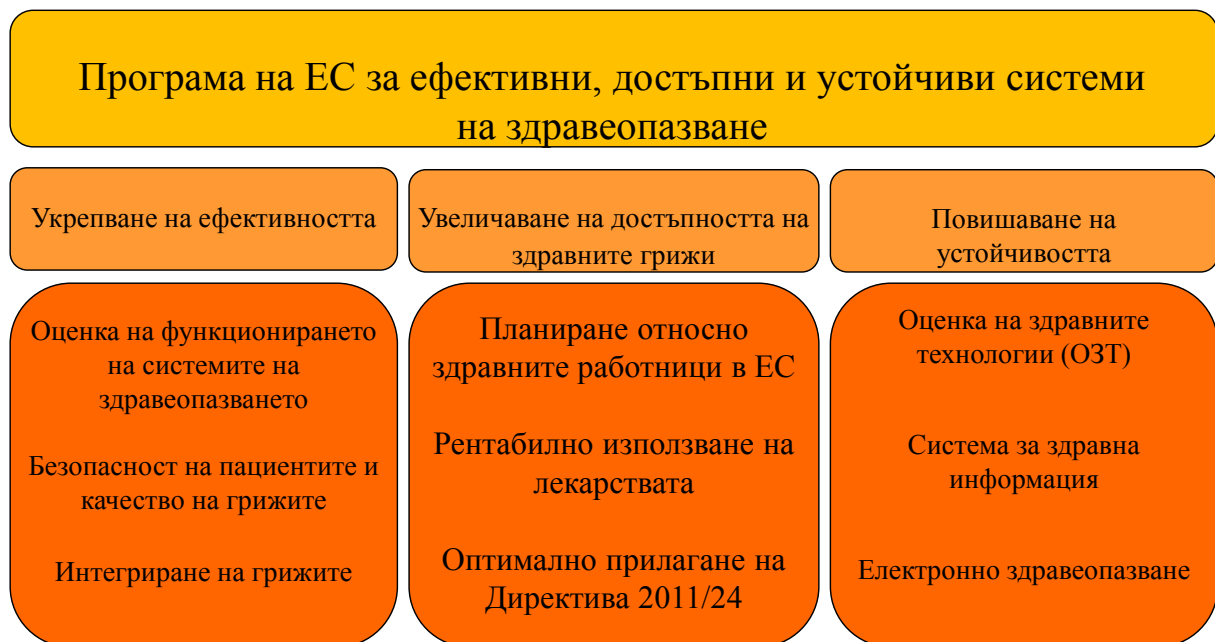 Програма на ЕС за ефективни, достъпни и устойчиви системи
на здравеопазване
Укрепване на ефективността
Увеличаване на достъпността на
здравните грижи
Повишаване на
устойчивостта
Оценка на функционирането
на системите на
здравеопазването
Безопасност на пациентите и
качество на грижите
Интегриране на грижите
Планиране относно
здравните работници в ЕС
Рентабилно използване на
лекарствата
Оптимално прилагане на
Директива 2011/24
Оценка на здравните
технологии (ОЗТ)
Система за здравна
информация
Електронно здравеопазване